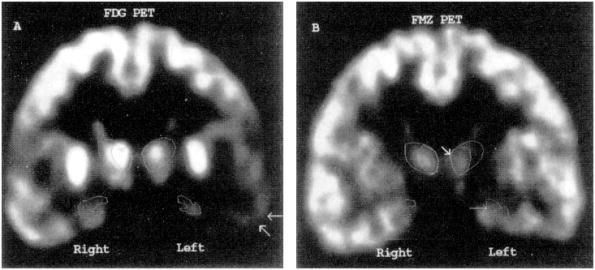 FDG PET
A
Right
Left
FMZ PET
B
Right
Left